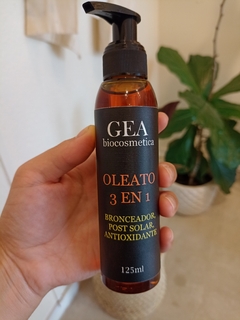 GEA
biocosmetica
OLEATO
3 EN 1
BRONCEADOR,
POST SOLAR,
ANTIOXIDANTE
125ml